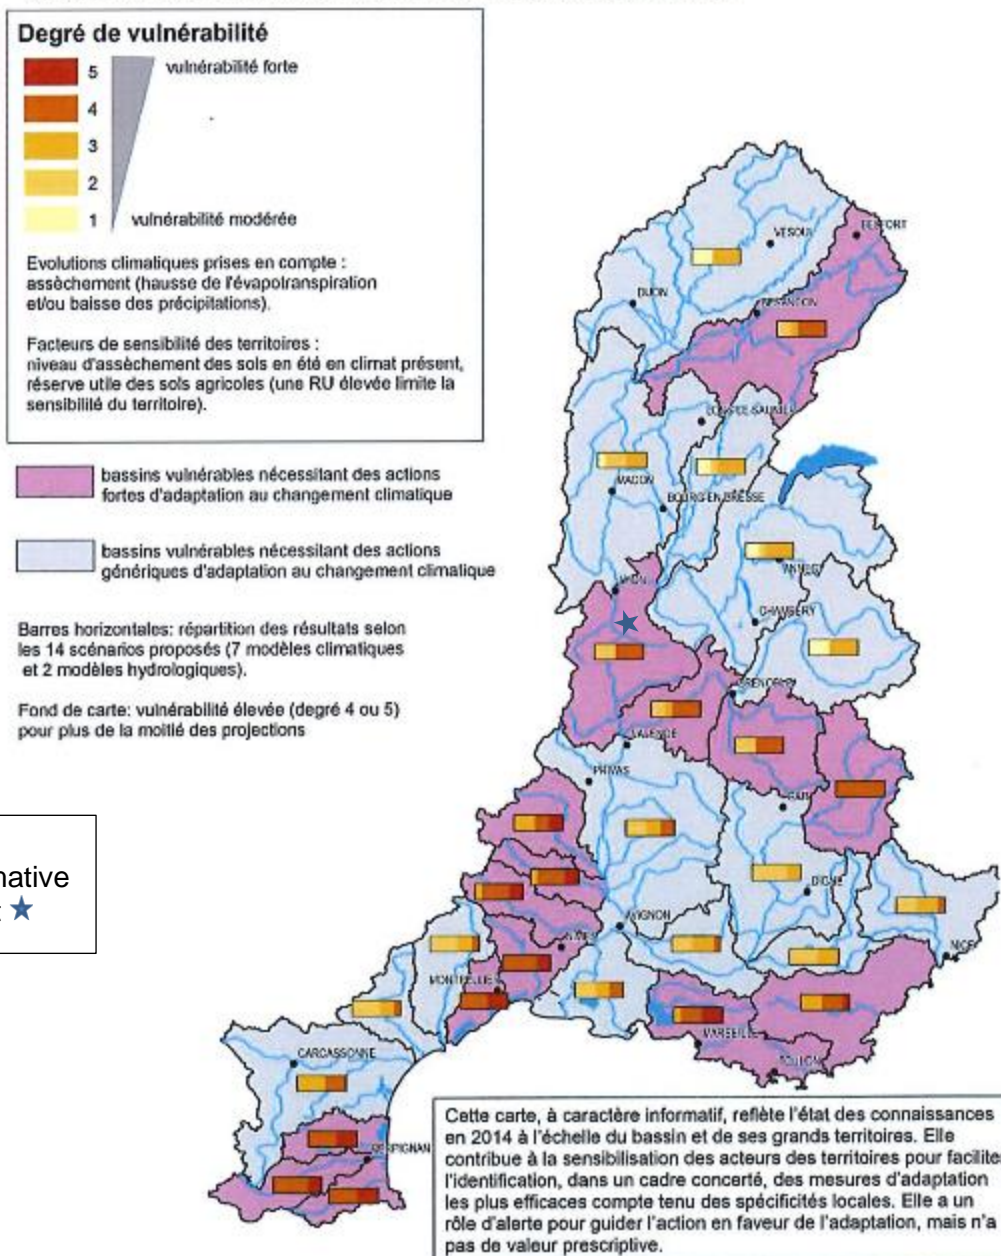 Degré de vulnérabilité
5
vulnérabilité forte
4
3
2
1
vulnérabilité modérée
Evolutions climatiques prises en compte :
assèchement (hausse de l'évapotranspiration
et/ou baisse des précipitations).
Facteurs de sensibilité des territoires :
niveau d'assèchement des sols en été en climat présent,
réserve utile des sols agricoles (une RU élevée limite la
sensibilité du territoire).
bassins vulnérables nécessitant des actions
fortes d'adaptation au changement climatique
bassins vulnérables nécessitant des actions
génériques d'adaptation au changement climatique
Barres horizontales: répartition des résultats selon
les 14 scénarios proposés (7 modèles climatiques
et 2 modèles hydrologiques).
Fond de carte: vulnérabilité élevée (degré 4 ou 5)
pour plus de la moitié des projections
VESOUL
BELFORT
DIJON
BESANCON
LONS-LE-SAUNIER
MACON
BOURG-EN-BRESSE
ANNECY
LYON
CHAMBERY
GRENOBLE
VALENCE
PRIVAS
GAP
DIGNE
AVIGNON
NIMES
NICE
MONTPELLIER
MARSEILLE
TOULON
CARCASSONNE
PERPIGNAN
Cette carte, à caractère informatif, reflète l'état des connaissances
en 2014 à l'échelle du bassin et de ses grands territoires. Elle
contribue à la sensibilisation des acteurs des territoires pour facilite
l'identification, dans un cadre concerté, des mesures d'adaptation
les plus efficaces compte tenu des spécificités locales. Elle a un
rôle d'alerte pour guider l'action en faveur de l'adaptation, mais n'a
pas de valeur prescriptive.